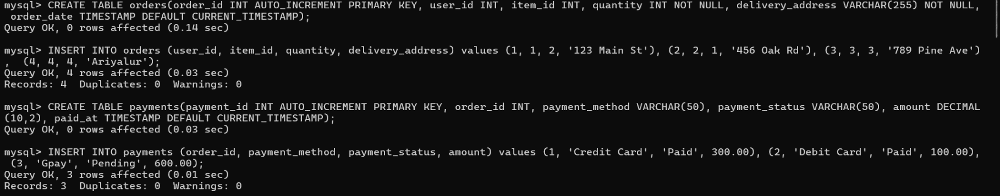 mysql> CREATE TABLE orders(order_id INT AUTO_INCREMENT PRIMARY KEY, user_id INT, item_id INT, quantity INT NOT NULL, delivery_address VARCHAR(255) NOT NULL,
 order_date TIMESTAMP DEFAULT CURRENT_TIMESTAMP);
Query OK, 0 rows affected (0.14 sec)

mysql> INSERT INTO orders (user_id, item_id, quantity, delivery_address) values (1, 1, 2, '123 Main St'), (2, 2, 1, '456 Oak Rd'), (3, 3, 3, '789 Pine Ave')
,  (4, 4, 4, 'Ariyalur');
Query OK, 4 rows affected (0.03 sec)
Records: 4  Duplicates: 0  Warnings: 0

mysql> CREATE TABLE payments(payment_id INT AUTO_INCREMENT PRIMARY KEY, order_id INT, payment_method VARCHAR(50), payment_status VARCHAR(50), amount DECIMAL
(10,2), paid_at TIMESTAMP DEFAULT CURRENT_TIMESTAMP);
Query OK, 0 rows affected (0.03 sec)

mysql> INSERT INTO payments (order_id, payment_method, payment_status, amount) values (1, 'Credit Card', 'Paid', 300.00), (2, 'Debit Card', 'Paid', 100.00),
 (3, 'Gpay', 'Pending', 600.00);
Query OK, 3 rows affected (0.01 sec)
Records: 3  Duplicates: 0  Warnings: 0